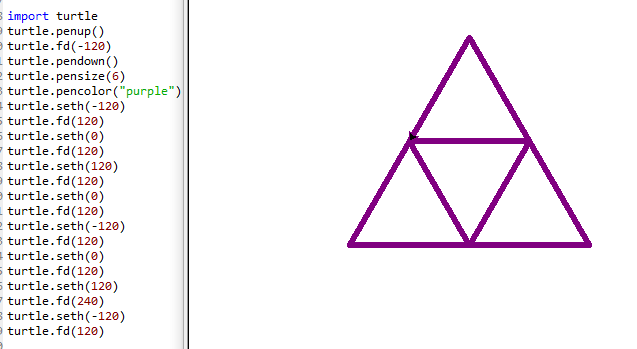 import turtle
turtle.penup()
turtle.fd(-120)
turtle.pendown()
turtle.pensize(6)
turtle.pencolor("purple")
turtle.seth(-120)
turtle.fd(120)
turtle.seth(0)
turtle.fd(120)
turtle.seth(120)
turtle.fd(120)
turtle.seth(0)
turtle.fd(120)
turtle.seth(-120)
turtle.fd(120)
turtle.seth(0)
turtle.fd(120)
turtle.seth(120)
turtle.fd(240)
turtle.seth(-120)
turtle.fd(120)